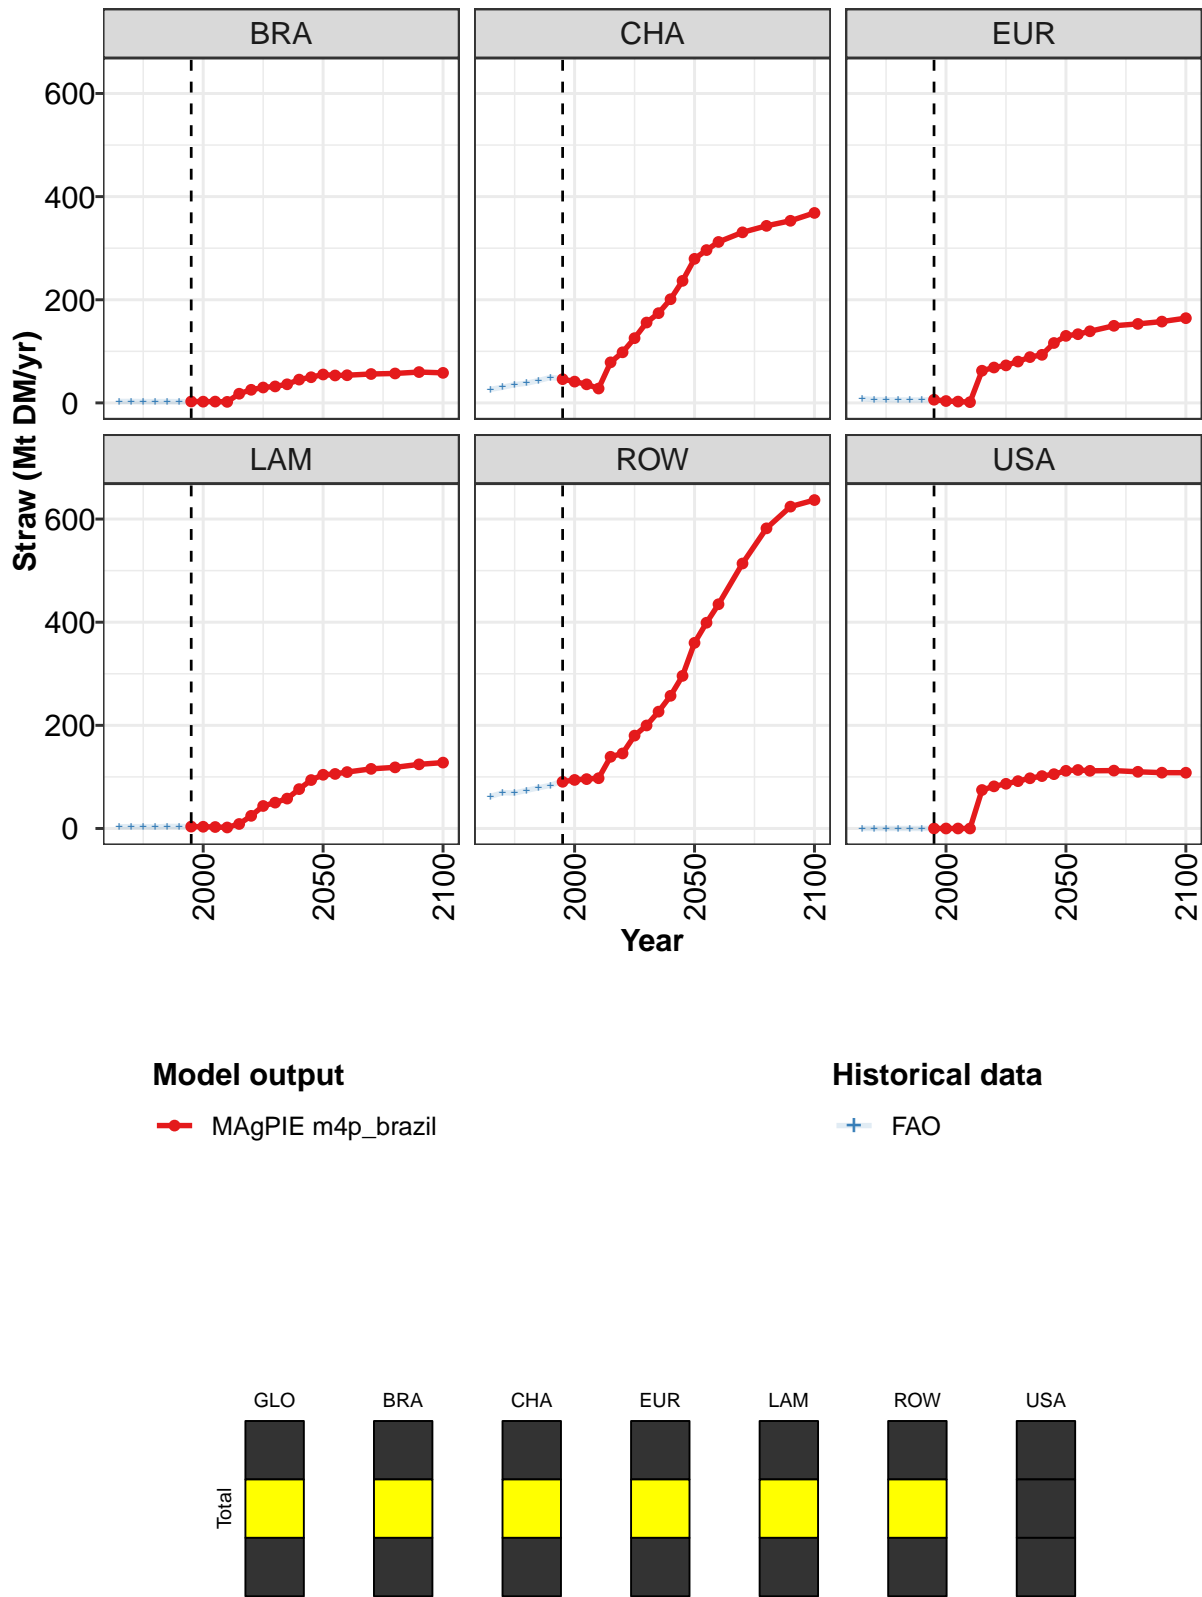 BRA
CHA
EUR
600
400
200
0
LAM
ROW
USA
600
400
200
0
Straw (Mt DM/yr)
2000
2050
2100
2000
2050
2100
2000
2050
2100
Year
Model output
Historical data
MAgPIE m4p_brazil
FAO
GLO
BRA
CHA
EUR
LAM
ROW
USA
Total